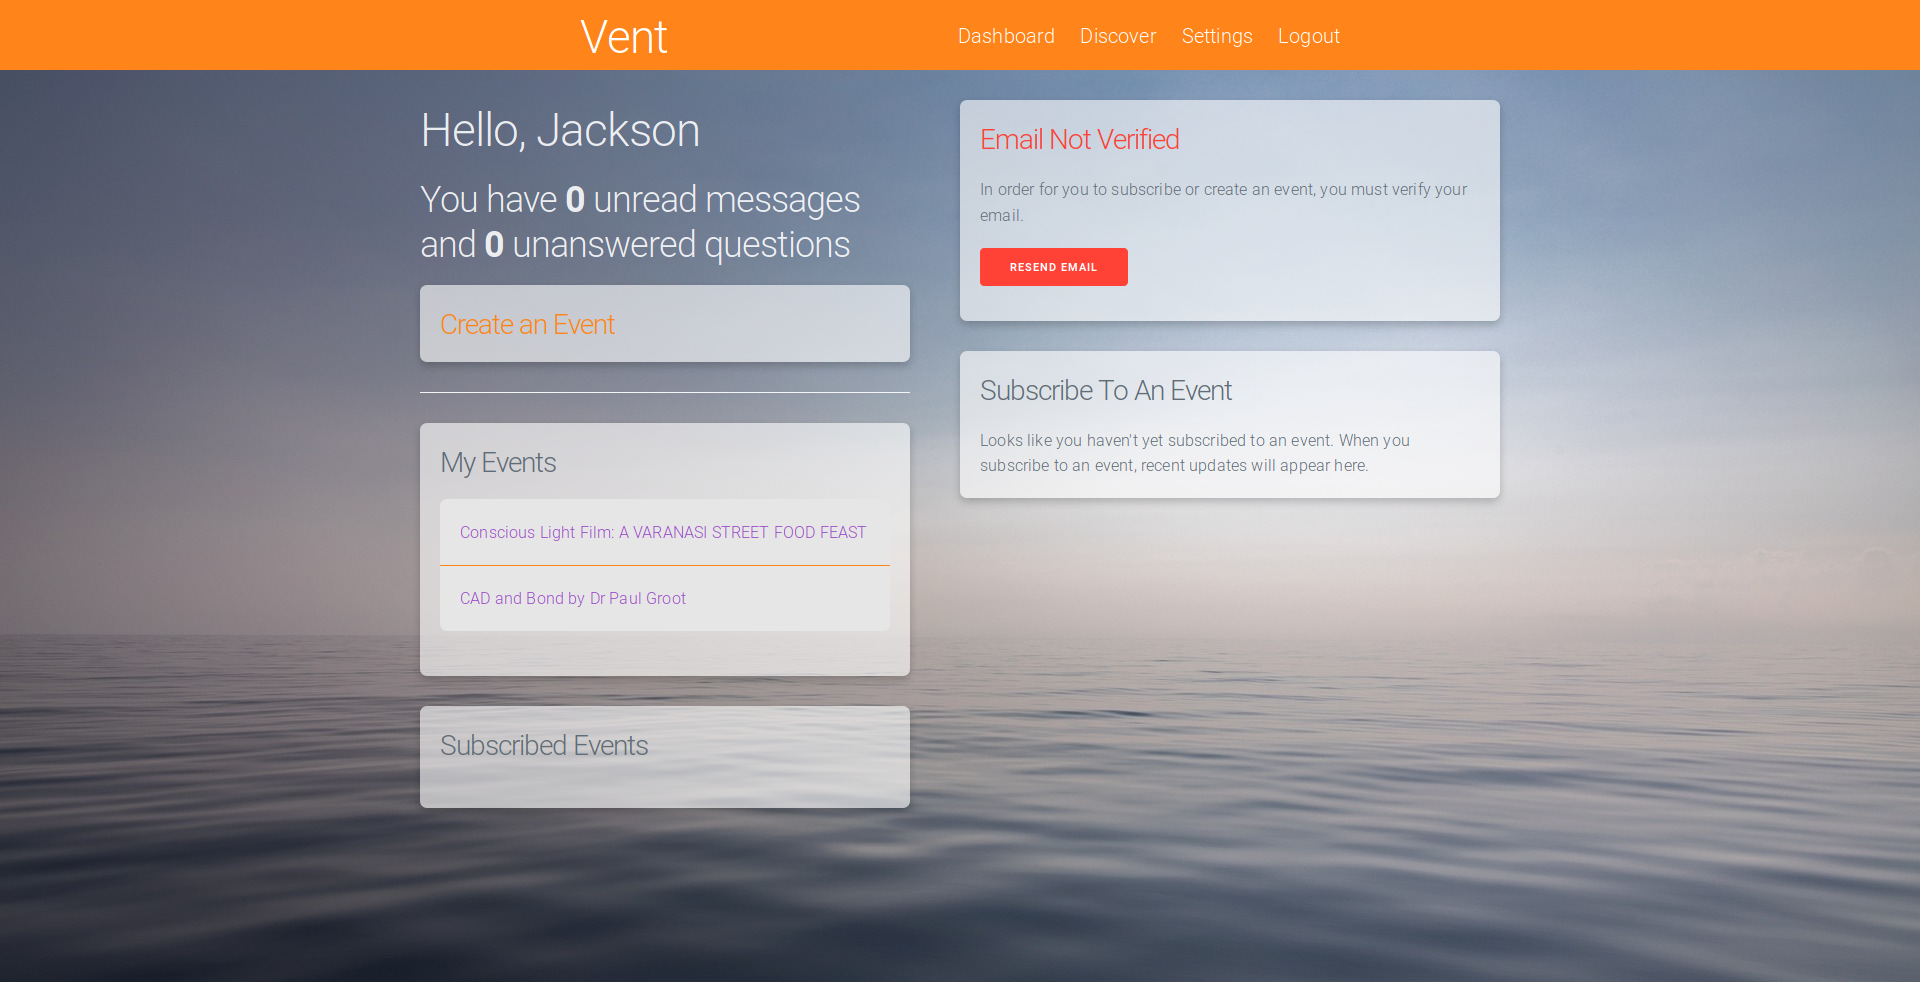 Vent
Dashboard Discover Settings Logout
Hello, Jackson
You have 0 unread messages
and 0 unanswered questions
Create an Event
My Events
Conscious Light Film: A VARANASI STREET FOOD FEAST
CAD and Bond by Dr Paul Groot
Subscribed Events
Email Not Verified
In order for you to subscribe or create an event, you must verify your
email.
RESEND EMAIL
Subscribe To An Event
Looks like you haven't yet subscribed to an event. When you
subscribe to an event, recent updates will appear here.